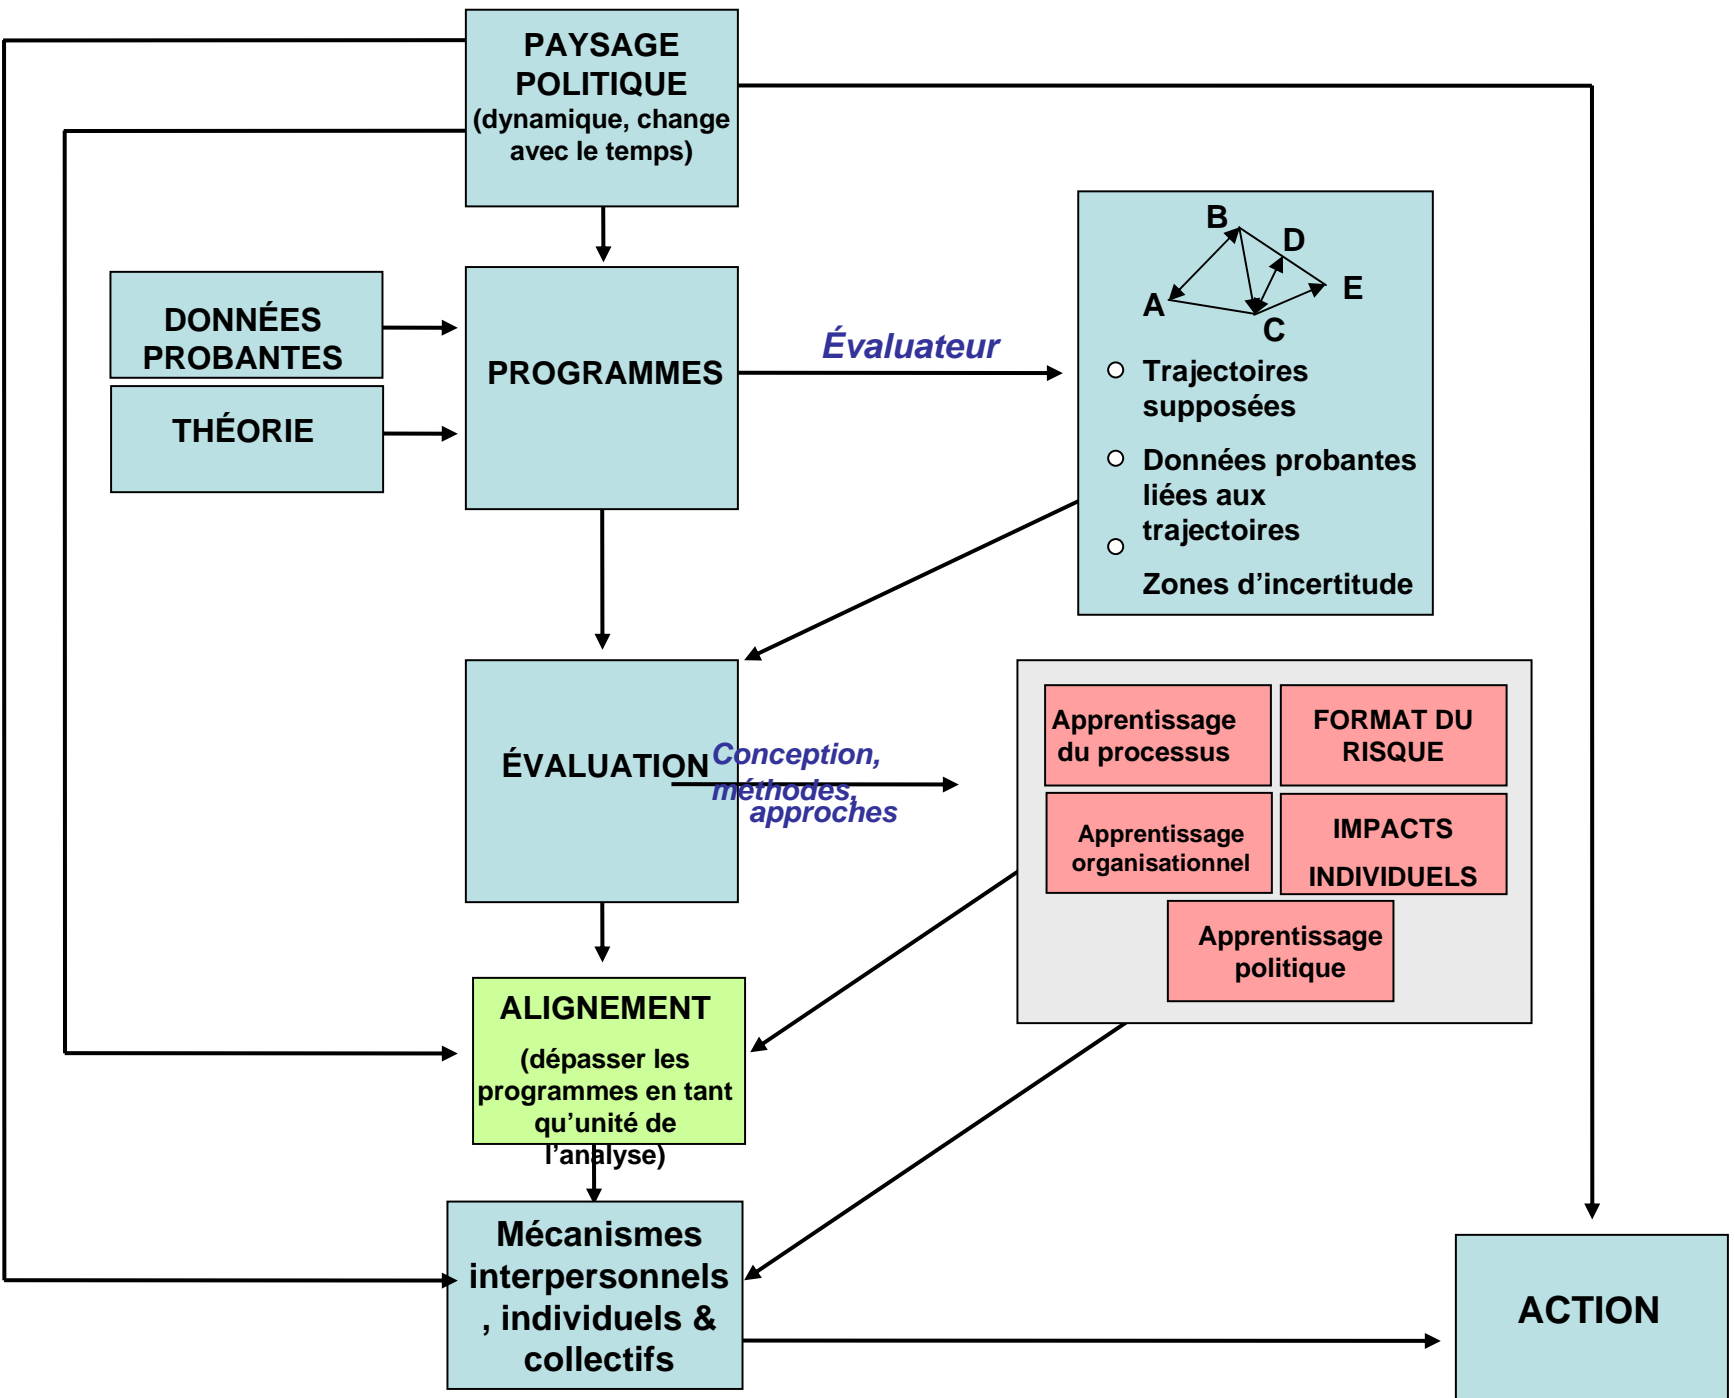 PAYSAGE
POLITIQUE
(dynamique, change
avec le temps)
B
D
E
A
C
DONNÉES
PROBANTES
THÉORIE
PROGRAMMES
Évaluateur
Trajectoires
supposées
Données probantes
liées aux
trajectoires
Zones d’incertitude
ÉVALUATION
Conception,
méthodes,
approches
Apprentissage
du processus
FORMAT DU
RISQUE
Apprentissage
organisationnel
IMPACTS
INDIVIDUELS
Apprentissage
politique
ALIGNEMENT
(dépasser les
programmes en tant
qu’unité de
l’analyse)
Mécanismes
interpersonnels
, individuels &
collectifs
ACTION